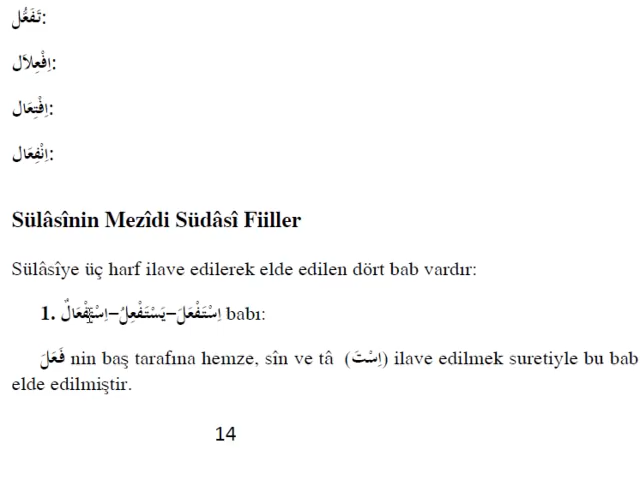 تَفَعُّل:
اِفْعِلاَل:
اِفْتِعَال:
اِنْفِعَال:
Sülâsînin Mezîdi Südâsî Fiiller
Sülâsîye üç harf ilave edilerek elde edilen dört bab vardır:
1. اِسْتَفْعَلَ–يَسْتَفْعِلُ–اِسْتِفْعَالٌ babı:
فَعَلَ nin baş tarafına hemze, sîn ve tâ (اِسْتَ) ilave edilmek suretiyle bu bab
elde edilmiştir.
14